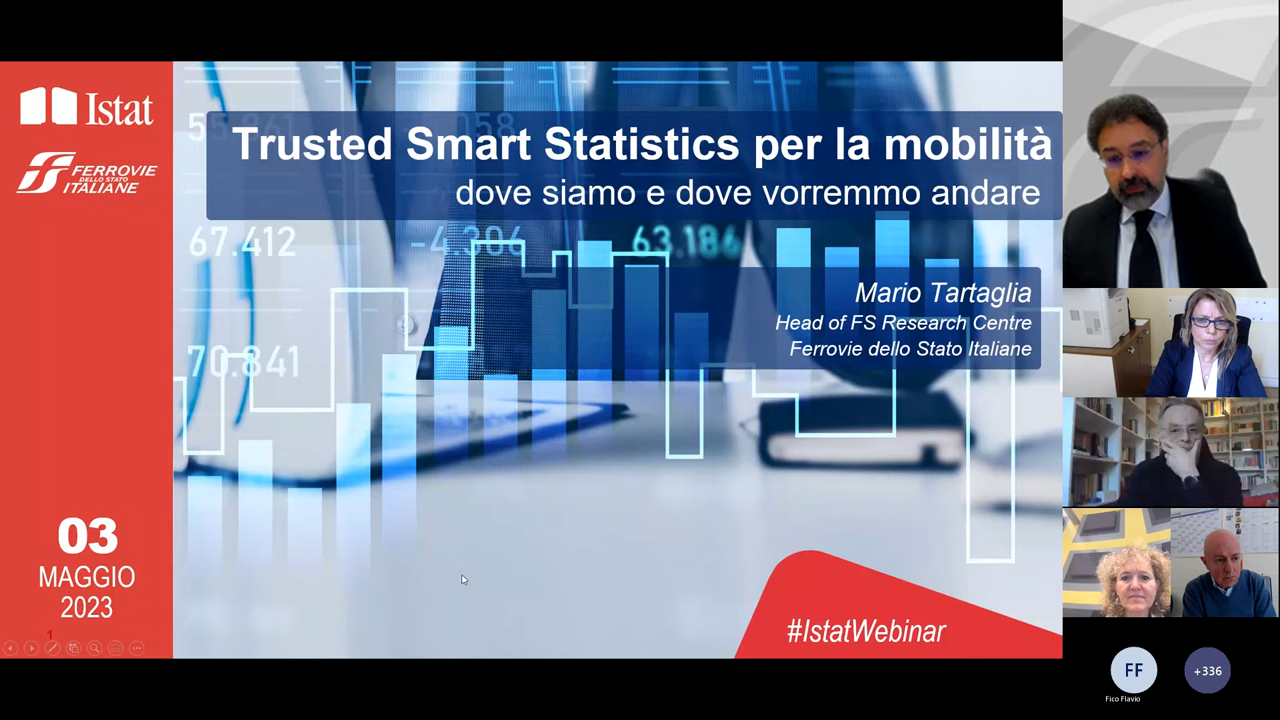 Istat
FERROVIE
DELLO STATO
ITALIANE
03
MAGGIO
2023
1
Trusted Smart Statistics per la mobilità
dove siamo e dove vorremmo andare
67.412
-4.306
63.186
Mario Tartaglia
Head of FS Research Centre
Ferrovie dello Stato Italiane
70.841
#IstatWebinar
FF
+336
Fico Flavio